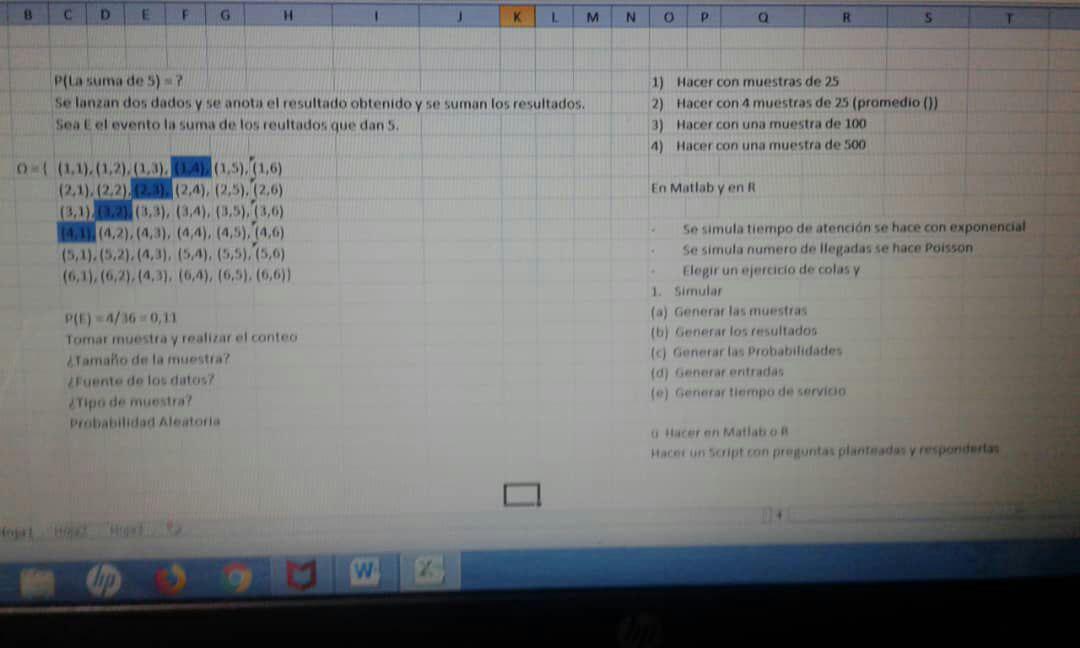 B C D E F G H I J K L M N O P Q R S T
P(La suma de 5) = ?
Se lanzan dos dados y se anota el resultado obtenido y se suman los resultados.
Sea E el evento la suma de los reultados que dan 5.
Ω = { (1,1), (1,2), (1,3), (1,4), (1,5), (1,6)
(2,1), (2,2), (2,3), (2,4), (2,5), (2,6)
(3,1), (3,2), (3,3), (3,4), (3,5), (3,6)
(4,1), (4,2), (4,3), (4,4), (4,5), (4,6)
(5,1), (5,2), (4,3), (5,4), (5,5), (5,6)
(6,1), (6,2), (4,3), (6,4), (6,5), (6,6)}
P(E) = 4/36 = 0,11
Tomar muestra y realizar el conteo
¿Tamaño de la muestra?
¿Fuente de los datos?
¿Tipo de muestra?
Probabilidad Aleatoria
1) Hacer con muestras de 25
2) Hacer con 4 muestras de 25 (promedio ())
3) Hacer con una muestra de 100
4) Hacer con una muestra de 500
En Matlab y en R
- Se simula tiempo de atención se hace con exponencial
- Se simula numero de llegadas se hace Poisson
- Elegir un ejercicio de colas y
1. Simular
(a) Generar las muestras
(b) Generar los resultados
(c) Generar las Probabilidades
(d) Generar entradas
(e) Generar tiempo de servicio
ü Hacer en Matlab o R
Hacer un Script con preguntas planteadas y responderlas
Hoja1 Hoja2 Hoja3
hp
W
X
hp